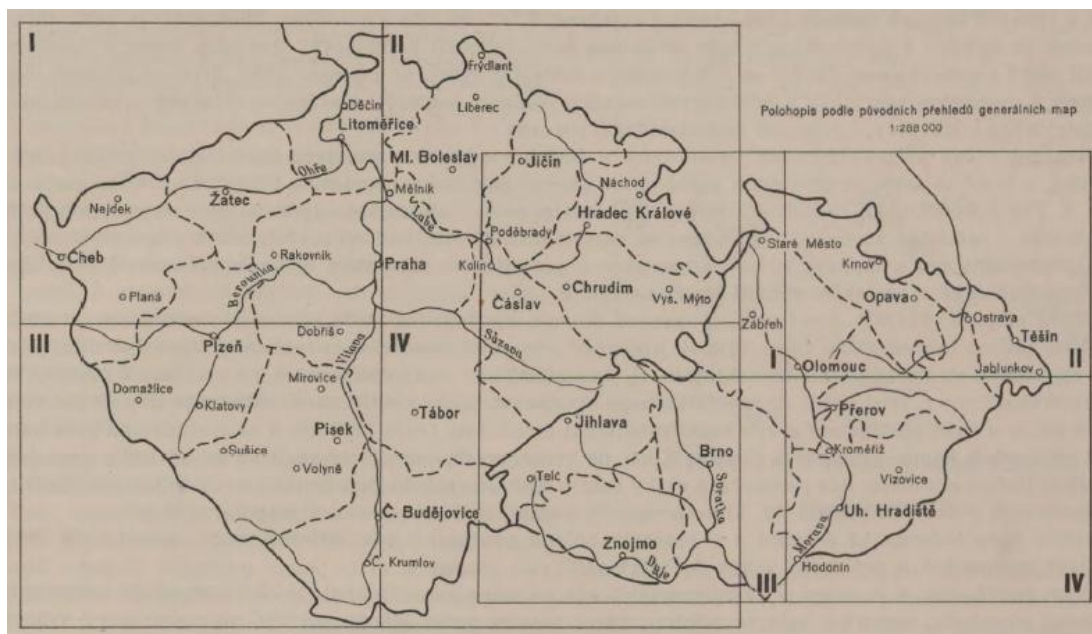 I
II
Frýdlant
Děčín
Liberec
Polohopis podle původních přehledů generálních map
1:288 000
Litoměřice
Jičín
Ml. Boleslav
Ohře
Nejdek
Žatec
Mělník
Náchod
Labe
Hradec Králové
Poděbrady
Staré Město
Cheb
Rakovník
Praha
Kolín
Krnov
Planá
Berounka
Čáslav
Chrudim
Vys. Mýto
Opava
Zábřeh
Ostrava
III
Dobříš
IV
Plzeň
Vltava
Sázava
Těšín
I
Olomouc
II
Jablunkov
Domažlice
Klatovy
Mirovice
Tábor
Přerov
Jihlava
Písek
Kroměříž
Sušice
Brno
Volyně
Telč
Svratka
Vizovice
Č. Budějovice
Uh. Hradiště
Znojmo
Dyje
Morava
Č. Krumlov
Hodonín
III
IV